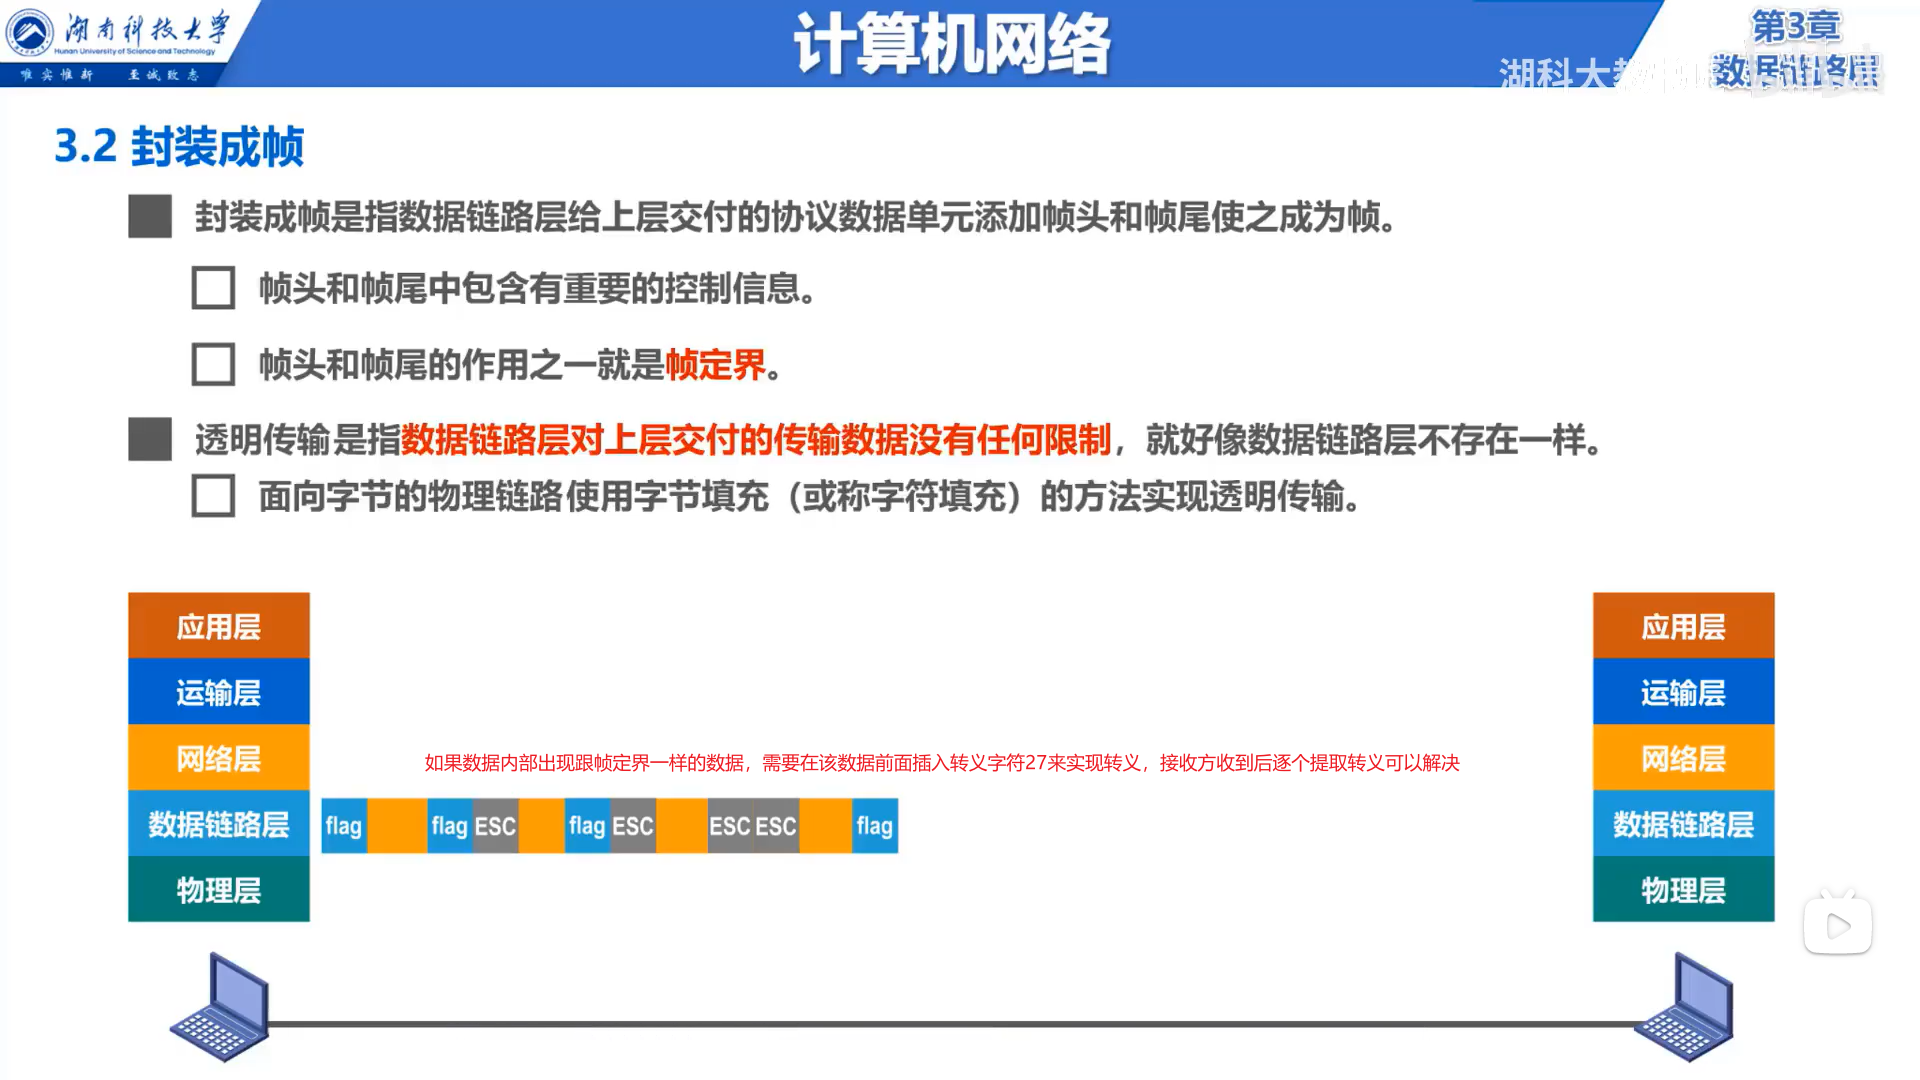 湖南科技大学
Hunan University of Science and Technology
唯实惟新 至诚致志
计算机网络
第3章
数据链路层
湖科大教书匠
3.2 封装成帧
封装成帧是指数据链路层给上层交付的协议数据单元添加帧头和帧尾使之成为帧。
帧头和帧尾中包含有重要的控制信息。
帧头和帧尾的作用之一就是帧定界。
透明传输是指数据链路层对上层交付的传输数据没有任何限制，就好像数据链路层不存在一样。
面向字节的物理链路使用字节填充（或称字符填充）的方法实现透明传输。
应用层
运输层
网络层
数据链路层
物理层
如果数据内部出现跟帧定界一样的数据，需要在该数据前面插入转义字符27来实现转义，接收方收到后逐个提取转义可以解决
flag flag ESC flag ESC ESC ESC flag
应用层
运输层
网络层
数据链路层
物理层